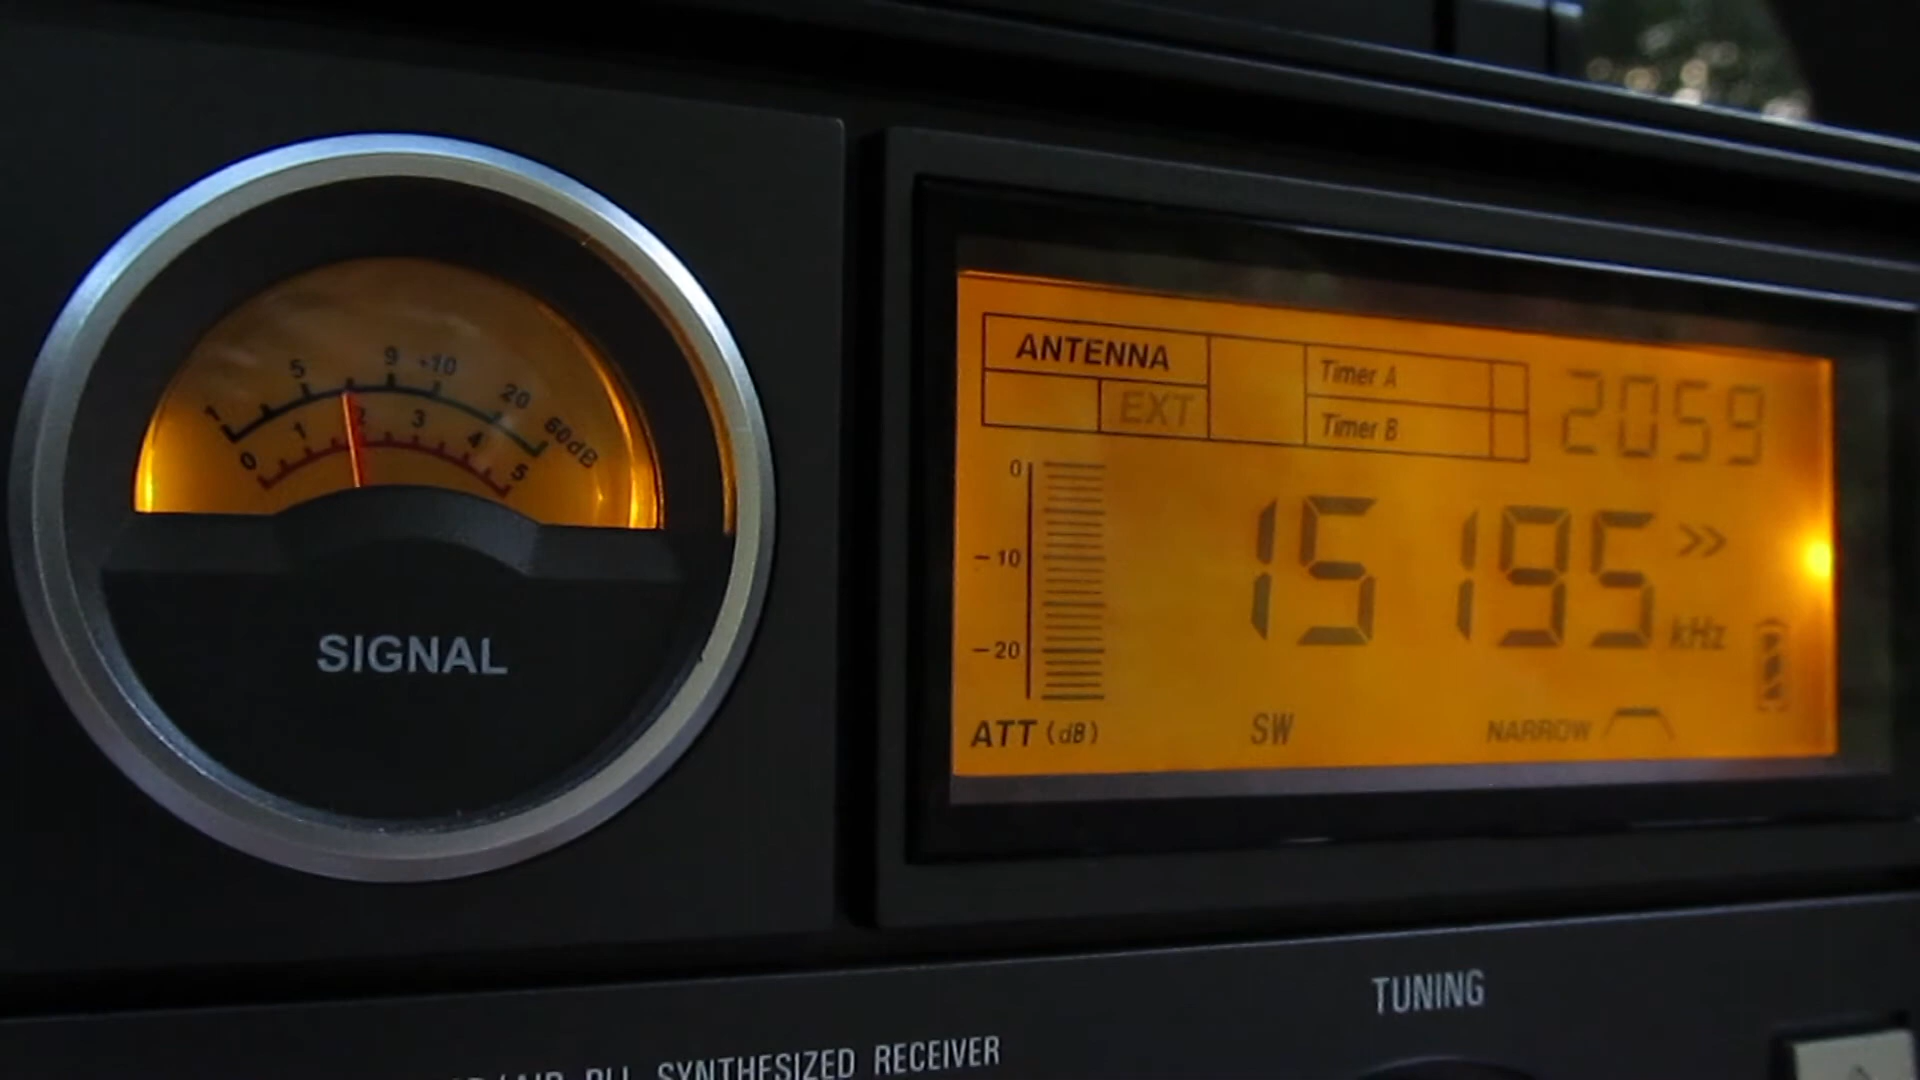 1 5 9 +10 20 60dB
0 1 2 3 4 5
SIGNAL
ANTENNA
EXT
Timer A
Timer B
2059
0
-10
-20
ATT (dB)
15 195 >>
kHz
SW
NARROW
TUNING
PLL SYNTHESIZED RECEIVER